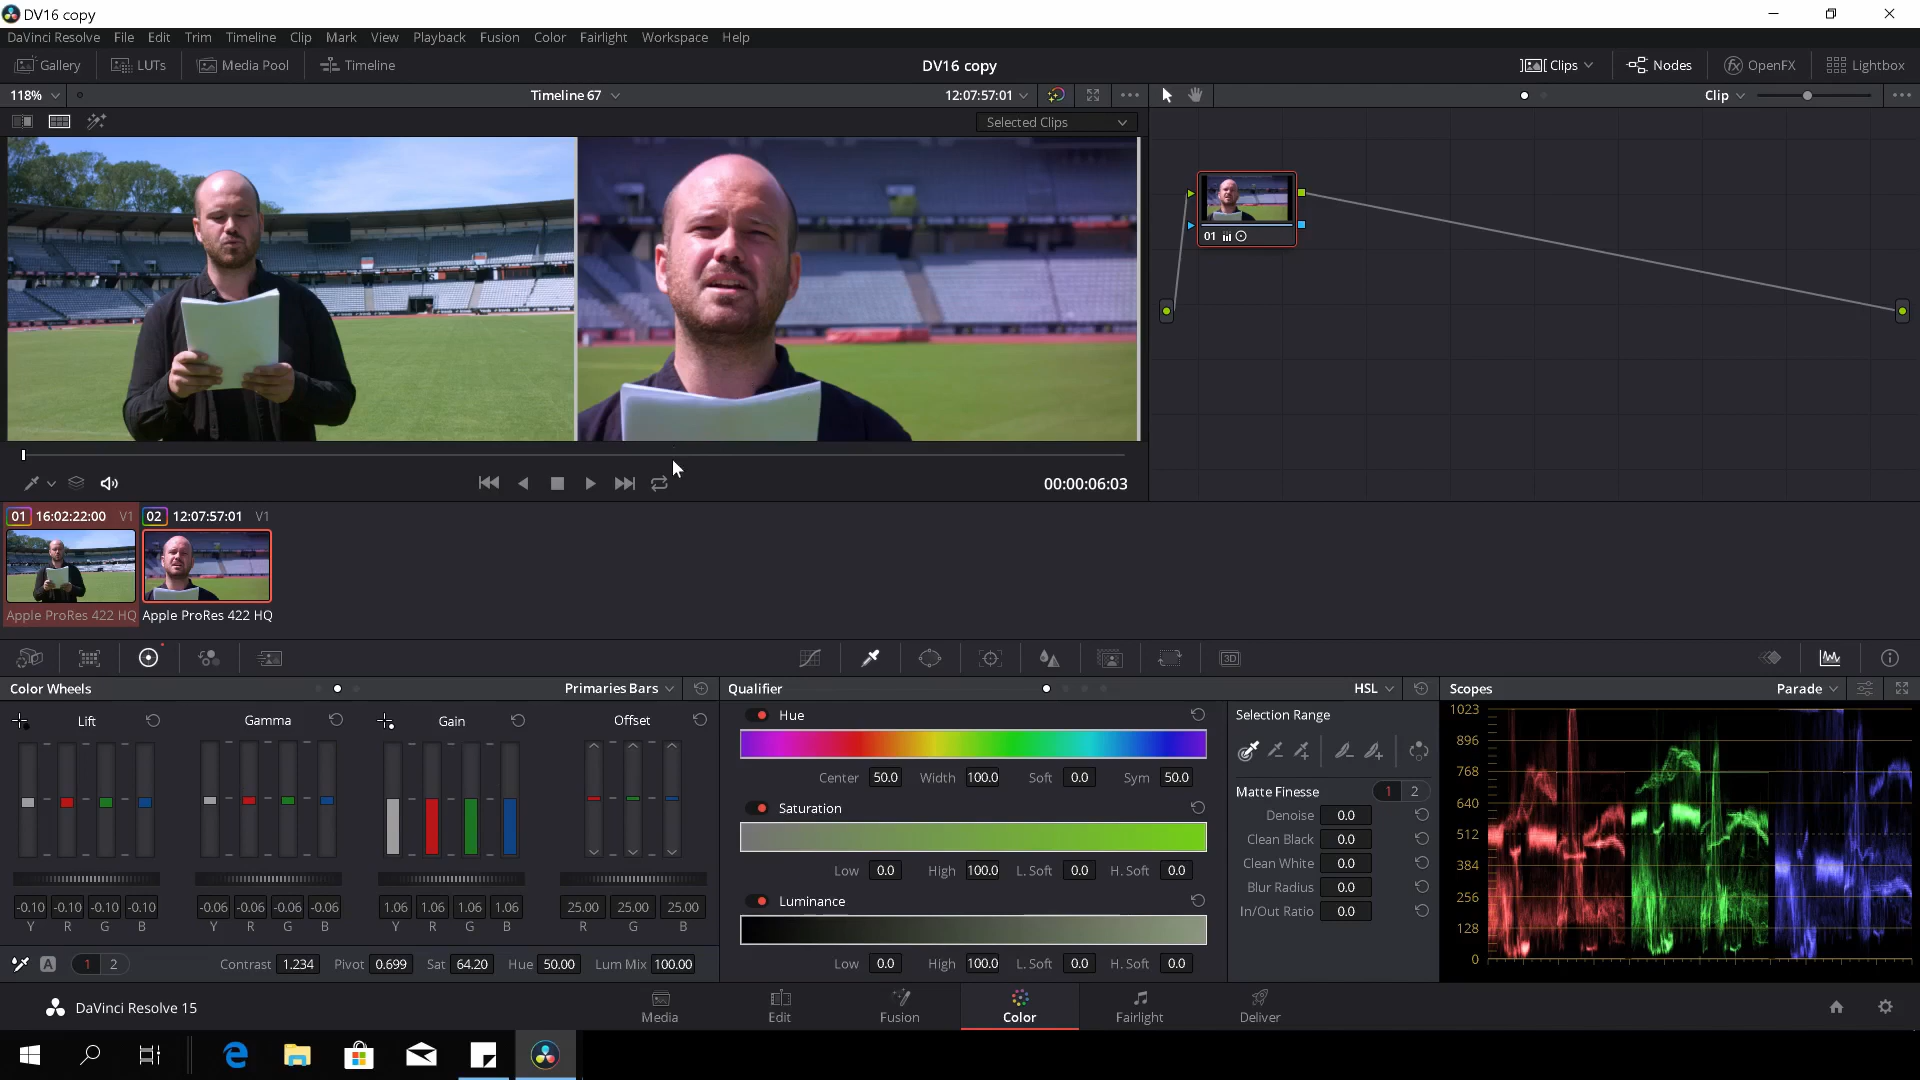 DV16 copy
DaVinci Resolve File Edit Trim Timeline Clip Mark View Playback Fusion Color Fairlight Workspace Help
Gallery LUTs Media Pool Timeline DV16 copy Clips Nodes OpenFX Lightbox
118% Timeline 67 12:07:57:01 Clip
Selected Clips
01
00:00:06:03
01 16:02:22:00 V1 02 12:07:57:01 V1
Apple ProRes 422 HQ Apple ProRes 422 HQ
3D
Color Wheels Primaries Bars Qualifier HSL Scopes Parade
Lift Gamma Gain Offset
-0.10 -0.10 -0.10 -0.10 -0.06 -0.06 -0.06 -0.06 1.06 1.06 1.06 1.06 25.00 25.00 25.00
Y R G B Y R G B Y R G B R G B
A 1 2 Contrast 1.234 Pivot 0.699 Sat 64.20 Hue 50.00 Lum Mix 100.00
Hue
Center 50.0 Width 100.0 Soft 0.0 Sym 50.0
Saturation
Low 0.0 High 100.0 L. Soft 0.0 H. Soft 0.0
Luminance
Low 0.0 High 100.0 L. Soft 0.0 H. Soft 0.0
Selection Range
Matte Finesse 1 2
Denoise 0.0
Clean Black 0.0
Clean White 0.0
Blur Radius 0.0
In/Out Ratio 0.0
1023
896
768
640
512
384
256
128
0
DaVinci Resolve 15 Media Edit Fusion Color Fairlight Deliver